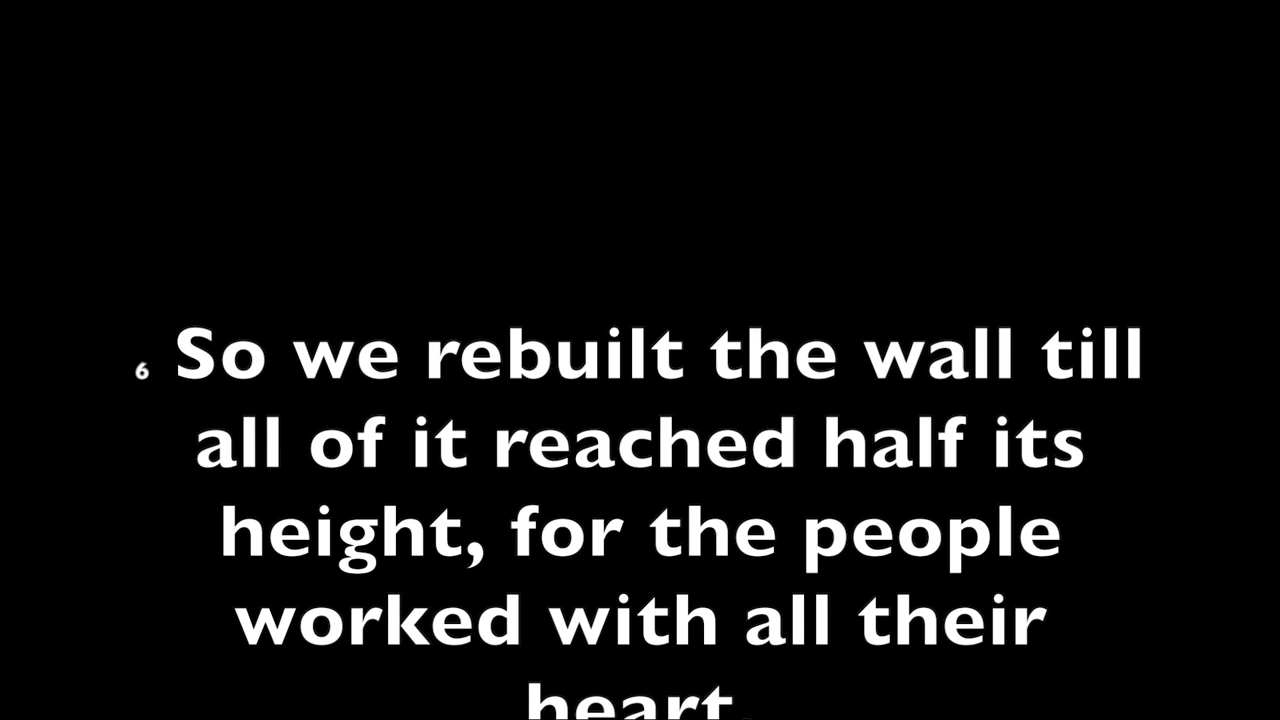 6 So we rebuilt the wall till
all of it reached half its
height, for the people
worked with all their
heart.